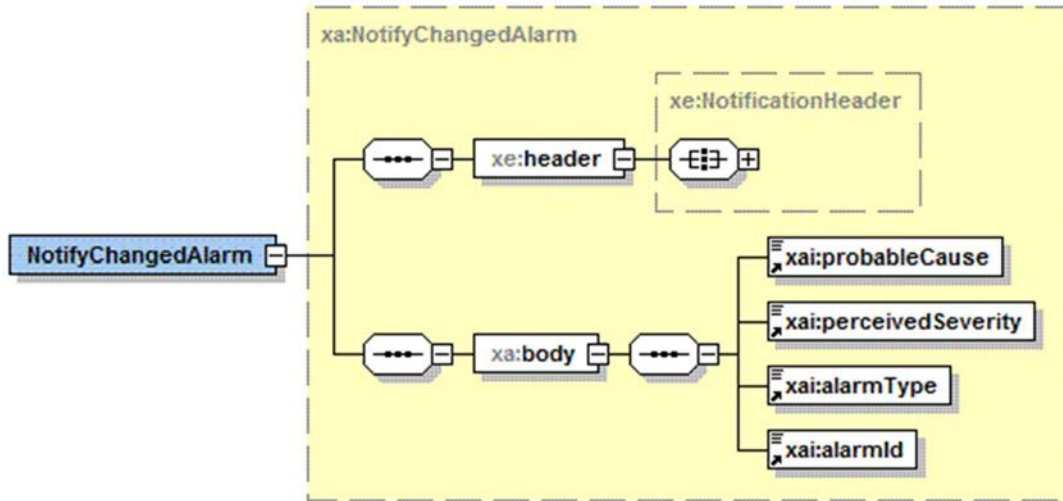 xa:NotifyChangedAlarm
xe:NotificationHeader
xe:header
NotifyChangedAlarm
xai:probableCause
xai:perceivedSeverity
xa:body
xai:alarmType
xai:alarmId